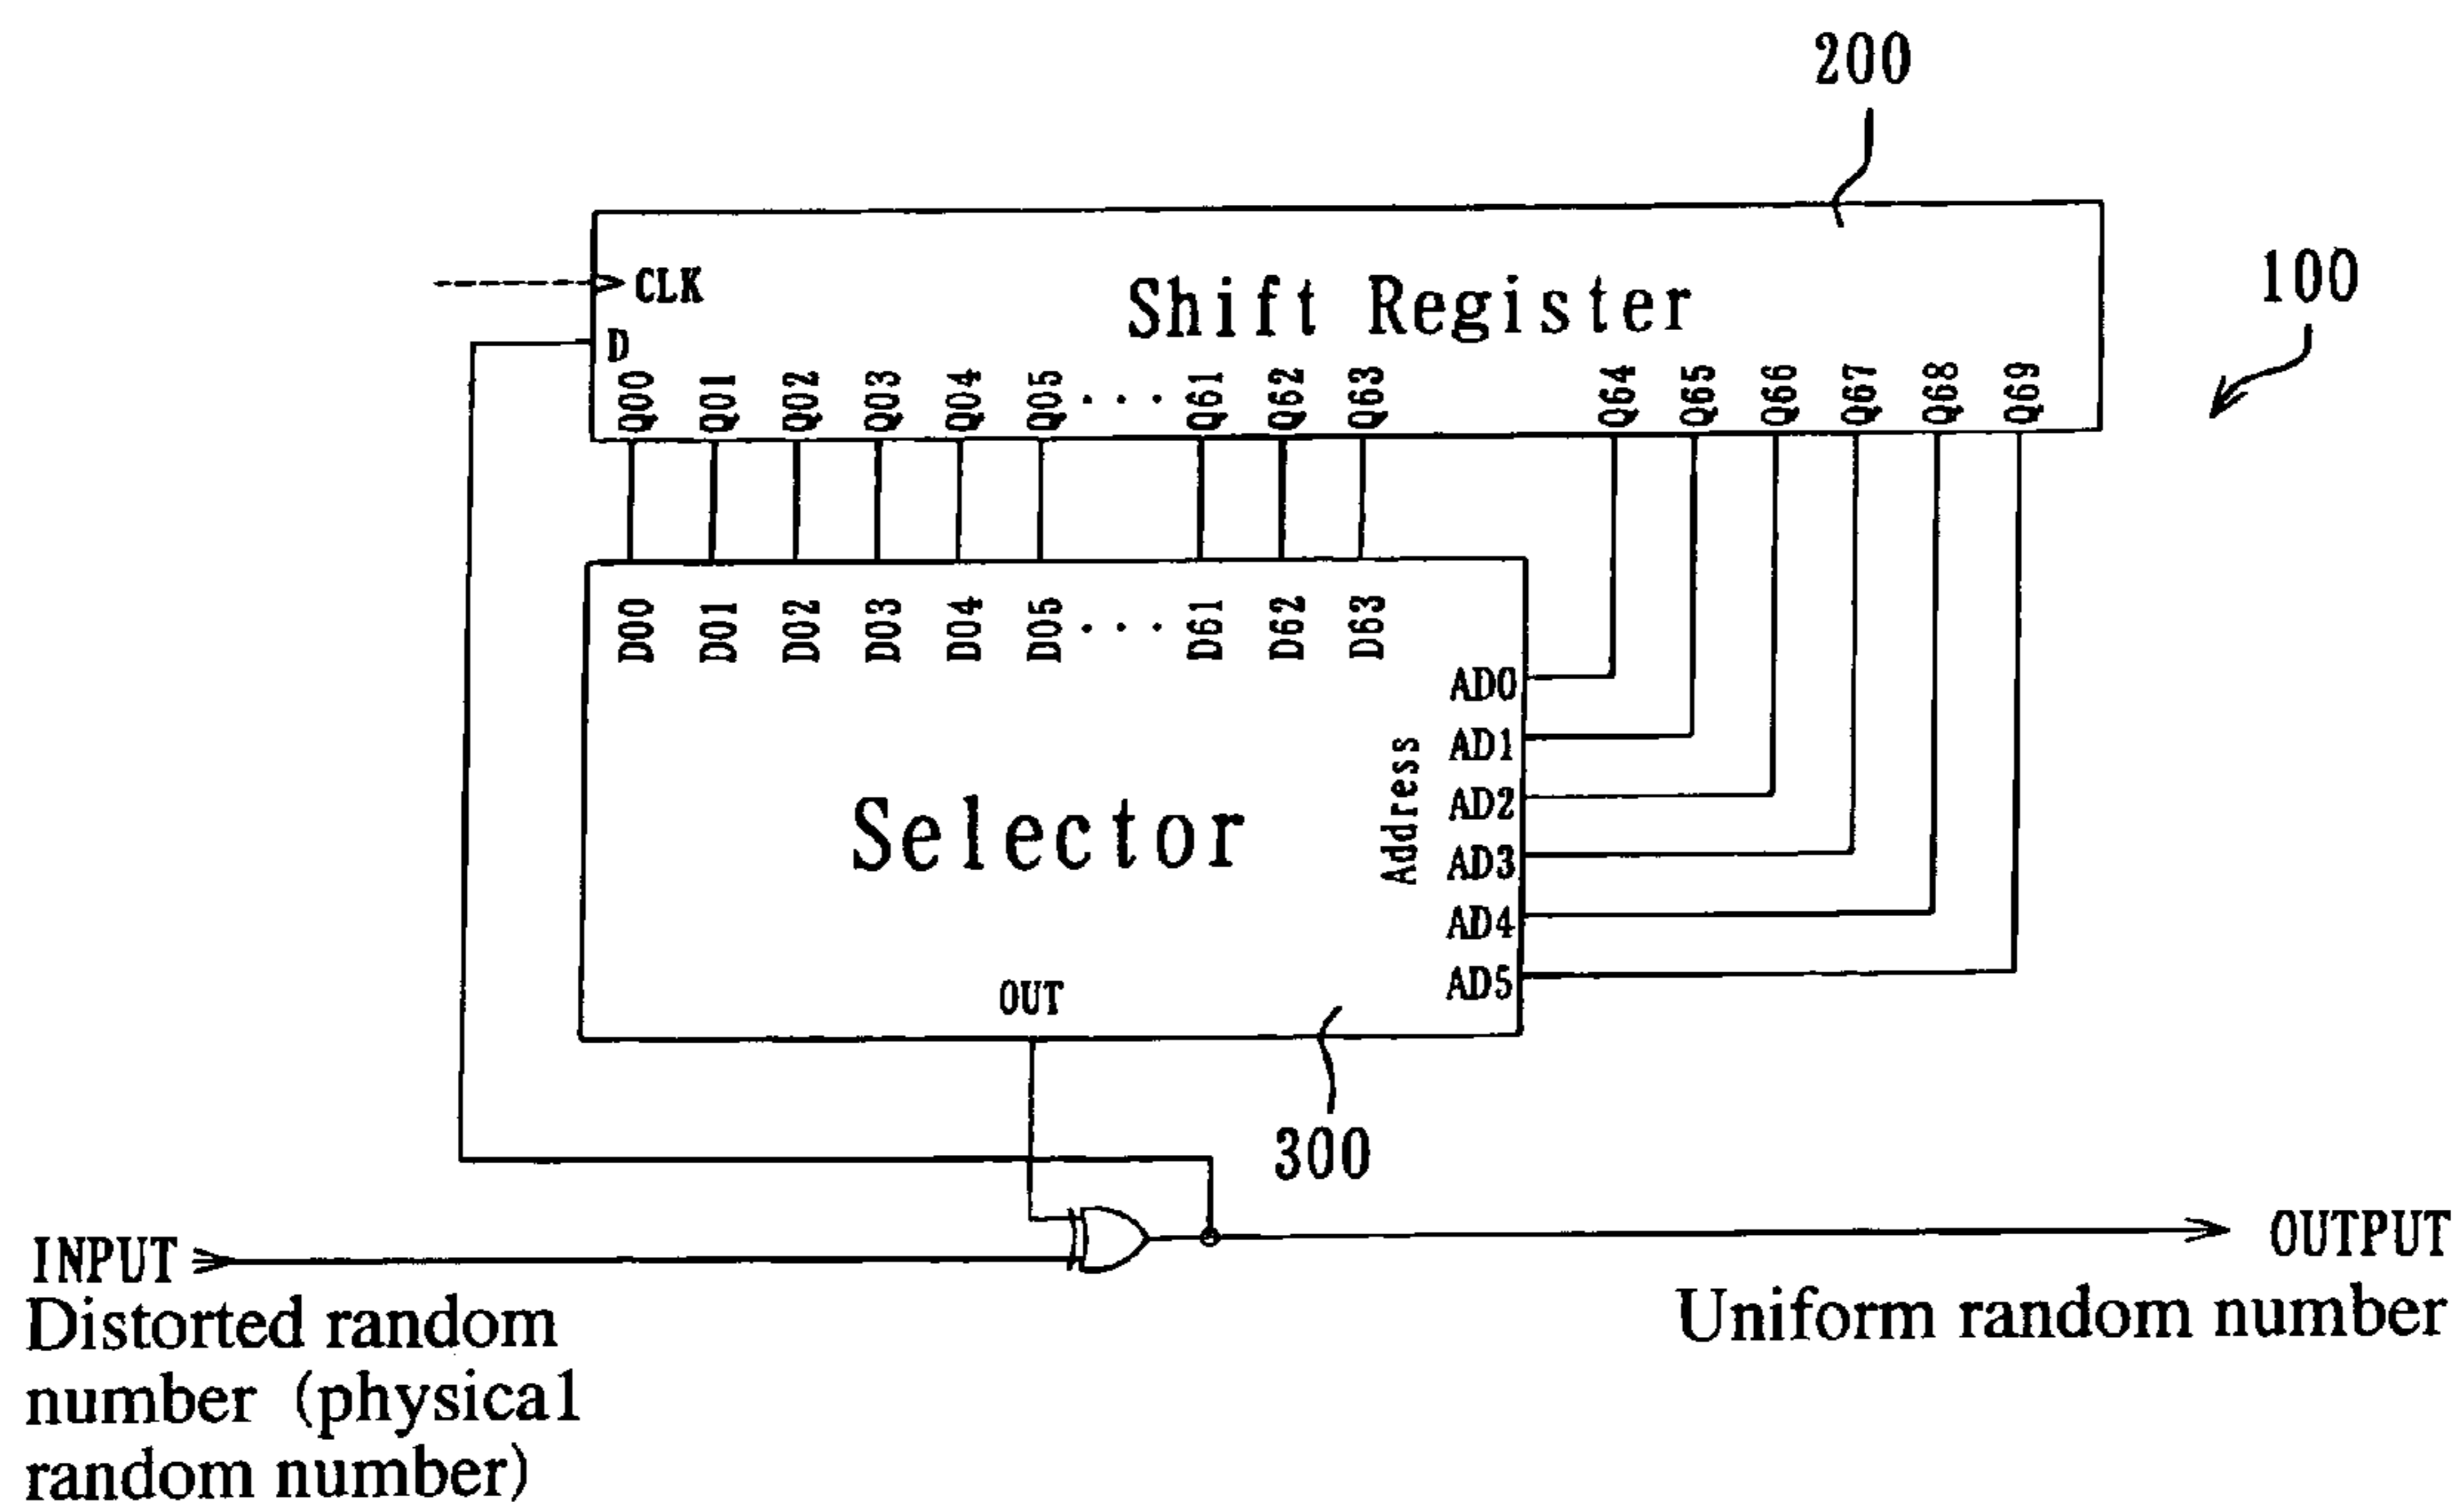 200
100
CLK
Shift Register
D
Q00 Q01 Q02 Q03 Q04 Q05 ··· Q61 Q62 Q63 Q64 Q65 Q66 Q67 Q68 Q69
D00 D01 D02 D03 D04 D05 ··· D61 D62 D63
AD0
AD1
AD2
AD3
AD4
AD5
Address
Selector
OUT
300
INPUT
Distorted random
number (physical
random number)
OUTPUT
Uniform random number